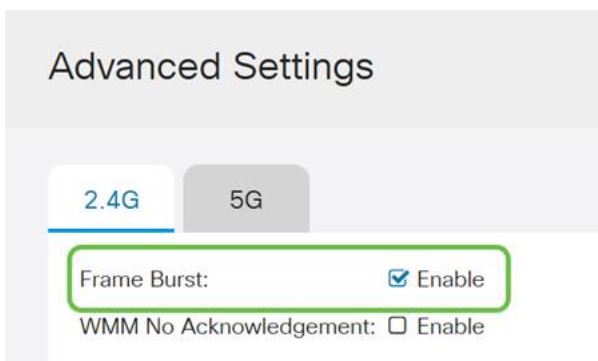 Advanced Settings
2.4G 5G
Frame Burst: Enable
WMM No Acknowledgement: Enable